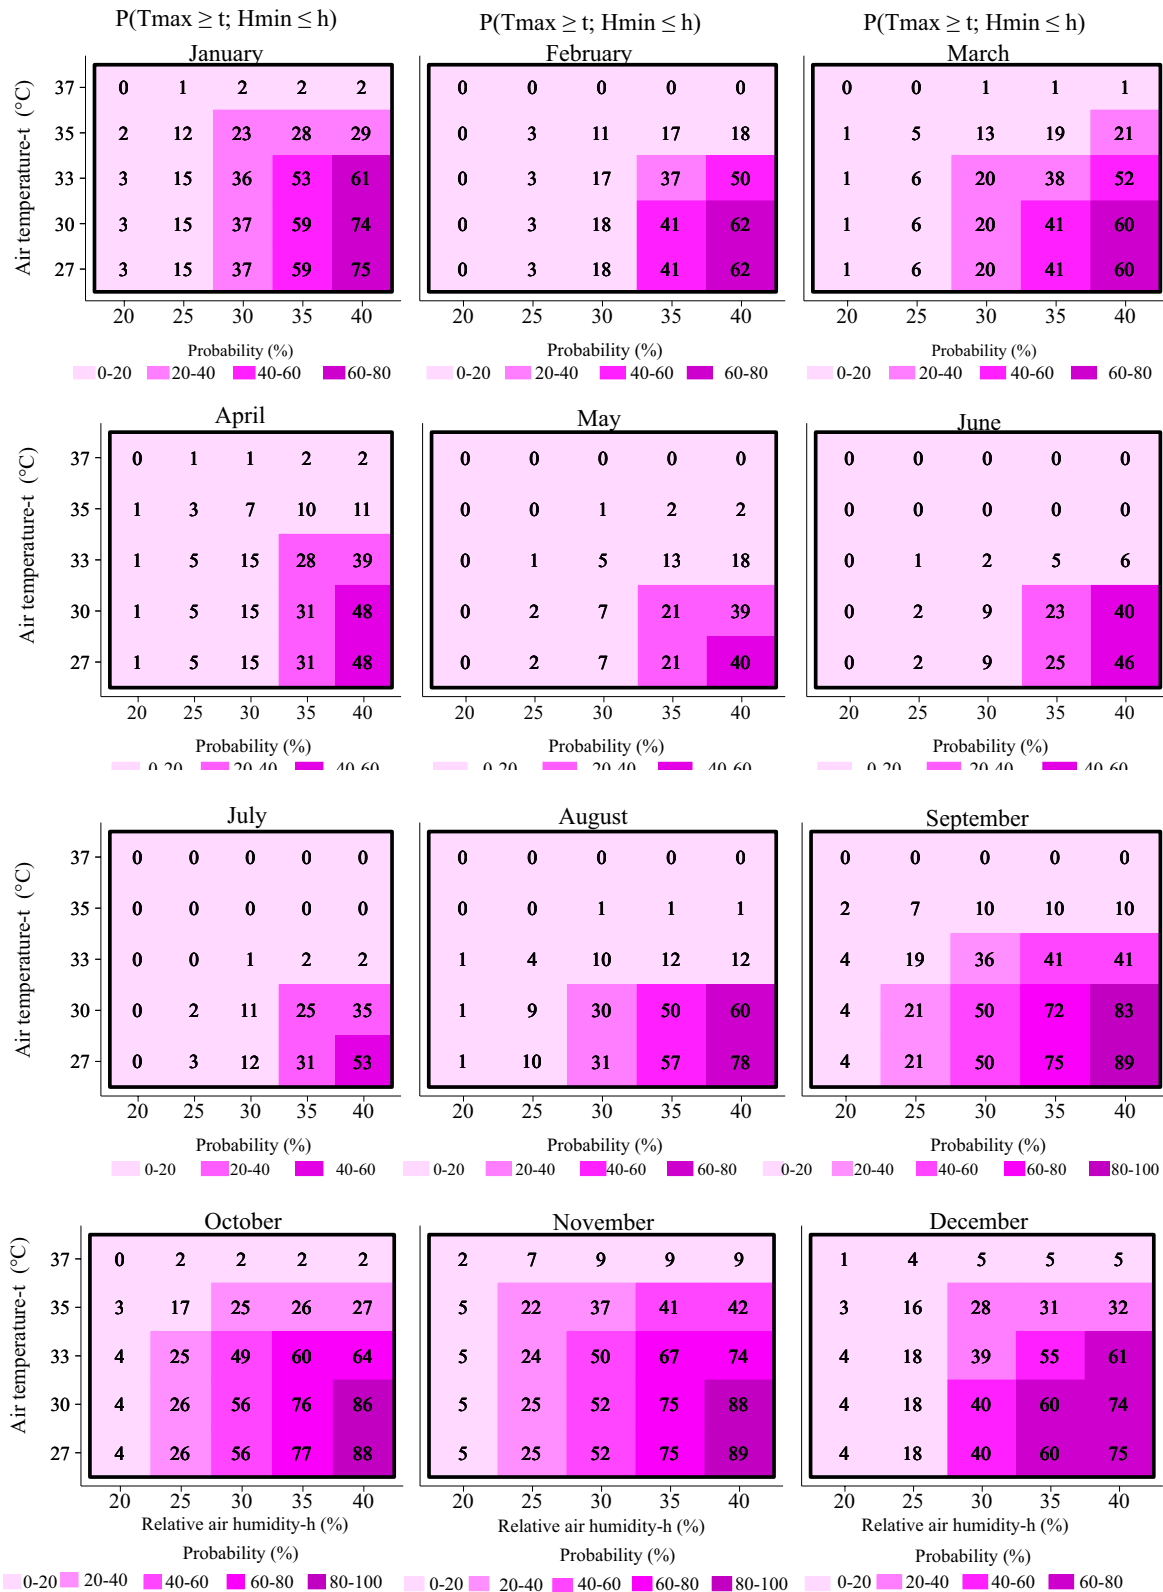 P(Tmax ≥ t; Hmin ≤ h) P(Tmax ≥ t; Hmin ≤ h) P(Tmax ≥ t; Hmin ≤ h)
January February March
Air temperature-t (°C)
37 0 1 2 2 2 0 0 0 0 0 0 0 1 1 1
35 2 12 23 28 29 0 3 11 17 18 1 5 13 19 21
33 3 15 36 53 61 0 3 17 37 50 1 6 20 38 52
30 3 15 37 59 74 0 3 18 41 62 1 6 20 41 60
27 3 15 37 59 75 0 3 18 41 62 1 6 20 41 60
20 25 30 35 40 20 25 30 35 40 20 25 30 35 40
Probability (%) Probability (%) Probability (%)
0-20 20-40 40-60 60-80 0-20 20-40 40-60 60-80 0-20 20-40 40-60 60-80
April May June
Air temperature-t (°C)
37 0 1 1 2 2 0 0 0 0 0 0 0 0 0 0
35 1 3 7 10 11 0 0 1 2 2 0 0 0 0 0
33 1 5 15 28 39 0 1 5 13 18 0 1 2 5 6
30 1 5 15 31 48 0 2 7 21 39 0 2 9 23 40
27 1 5 15 31 48 0 2 7 21 40 0 2 9 25 46
20 25 30 35 40 20 25 30 35 40 20 25 30 35 40
Probability (%) Probability (%) Probability (%)
0-20 20-40 40-60 0-20 20-40 40-60 0-20 20-40 40-60
July August September
Air temperature-t (°C)
37 0 0 0 0 0 0 0 0 0 0 0 0 0 0 0
35 0 0 0 0 0 0 0 1 1 1 2 7 10 10 10
33 0 0 1 2 2 1 4 10 12 12 4 19 36 41 41
30 0 2 11 25 35 1 9 30 50 60 4 21 50 72 83
27 0 3 12 31 53 1 10 31 57 78 4 21 50 75 89
20 25 30 35 40 20 25 30 35 40 20 25 30 35 40
Probability (%) Probability (%) Probability (%)
0-20 20-40 40-60 0-20 20-40 40-60 60-80 0-20 20-40 40-60 60-80 80-100
October November December
Air temperature-t (°C)
37 0 2 2 2 2 2 7 9 9 9 1 4 5 5 5
35 3 17 25 26 27 5 22 37 41 42 3 16 28 31 32
33 4 25 49 60 64 5 24 50 67 74 4 18 39 55 61
30 4 26 56 76 86 5 25 52 75 88 4 18 40 60 74
27 4 26 56 77 88 5 25 52 75 89 4 18 40 60 75
20 25 30 35 40 20 25 30 35 40 20 25 30 35 40
Relative air humidity-h (%) Relative air humidity-h (%) Relative air humidity-h (%)
Probability (%) Probability (%) Probability (%)
0-20 20-40 40-60 60-80 80-100 0-20 20-40 40-60 60-80 80-100 0-20 20-40 40-60 60-80